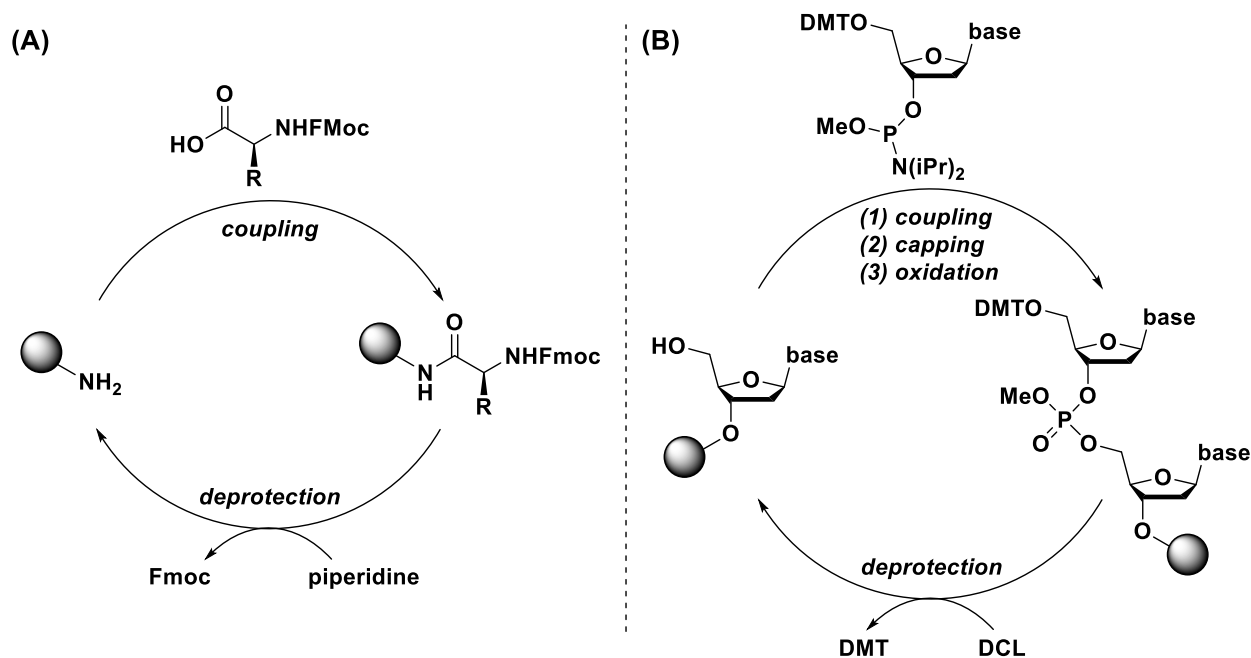 (A)
O
HO
NHFMoc
R
coupling
NH2
O
N
H
NHFmoc
R
deprotection
Fmoc
piperidine
(B)
DMTO
base
O
O
MeO
P
N(iPr)2
(1) coupling
(2) capping
(3) oxidation
HO
base
O
O
DMTO
base
O
O
MeO
P
O
O
base
O
O
deprotection
DMT
DCL